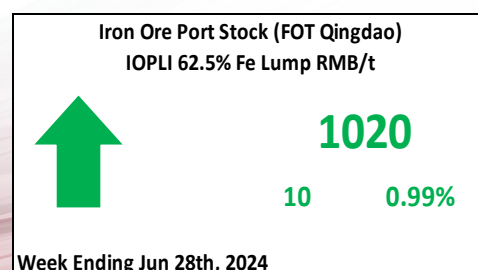 Iron Ore Port Stock (FOT Qingdao)
IOPLI 62.5% Fe Lump RMB/t
1020
10 0.99%
Week Ending Jun 28th, 2024